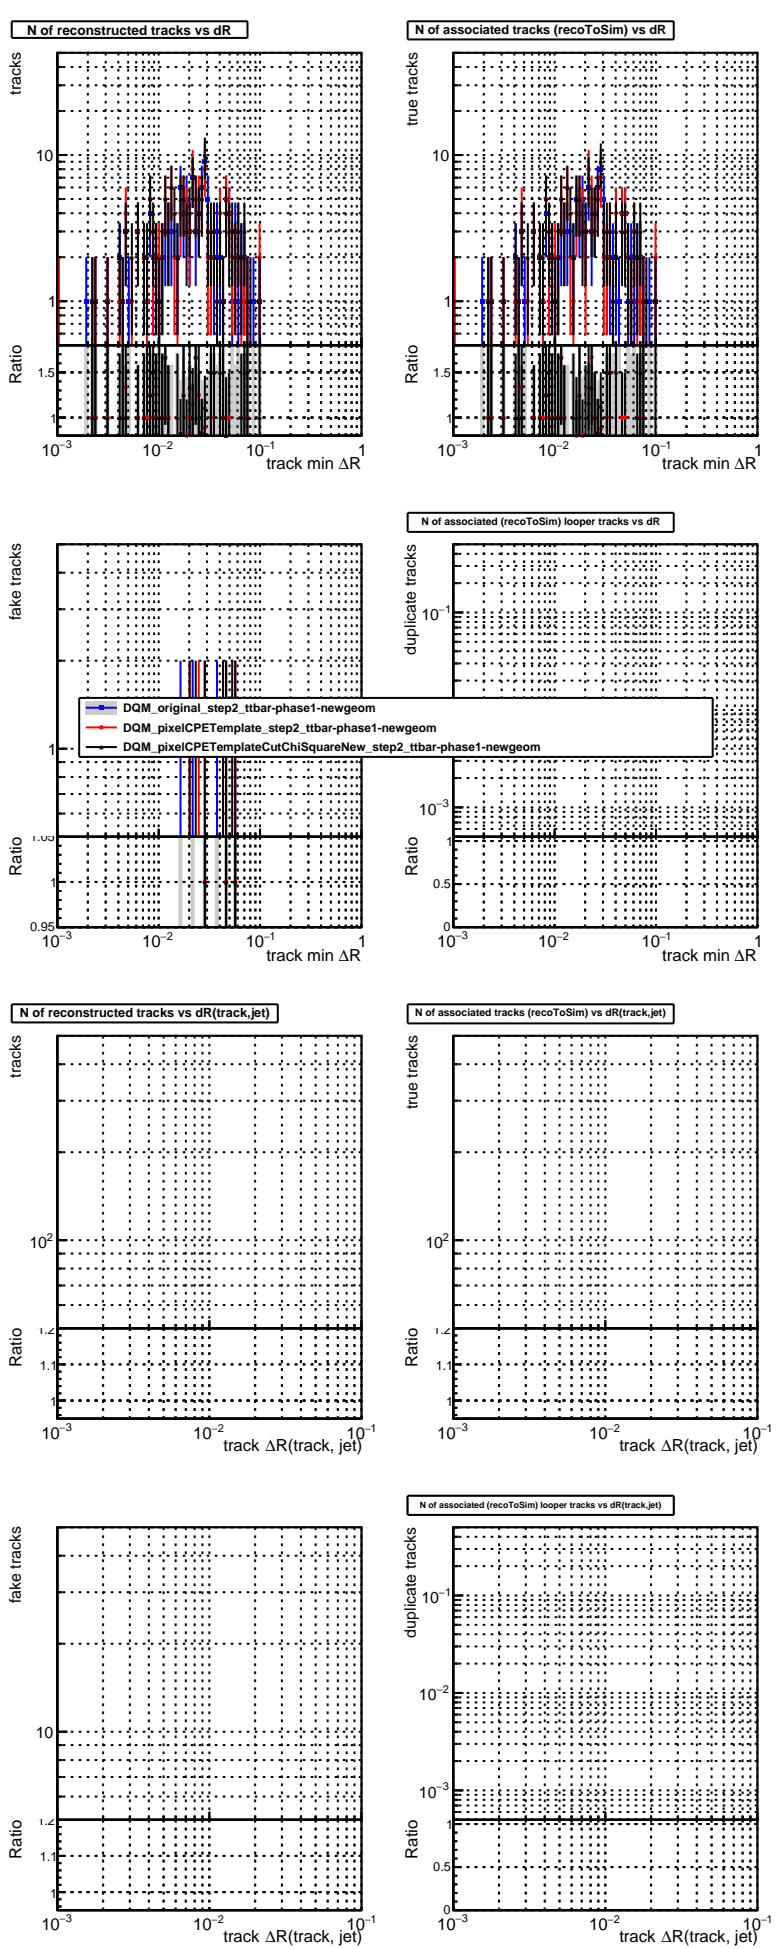 N of reconstructed tracks vs dR
N of associated tracks (recoToSim) vs dR
tracks
10
1
Ratio
1.5
1
10⁻³ 10⁻² 10⁻¹ 1
track min ΔR
true tracks
10
1
Ratio
1.5
1
10⁻³ 10⁻² 10⁻¹ 1
track min ΔR
N of associated (recoToSim) looper tracks vs dR
fake tracks
1
Ratio
1.05
1
0.95
10⁻³ 10⁻² 10⁻¹ 1
track min ΔR
duplicate tracks
10⁻¹
10⁻³
Ratio
1
0.5
0
10⁻³ 10⁻² 10⁻¹ 1
track min ΔR
DQM_original_step2_ttbar-phase1-newgeom
DQM_pixelCPETemplate_step2_ttbar-phase1-newgeom
DQM_pixelCPETemplateCutChiSquareNew_step2_ttbar-phase1-newgeom
N of reconstructed tracks vs dR(track,jet)
N of associated tracks (recoToSim) vs dR(track,jet)
tracks
10²
Ratio
1.2
1.1
1
10⁻³ 10⁻² 10⁻¹
track ΔR(track, jet)
true tracks
10²
Ratio
1.2
1.1
1
10⁻³ 10⁻² 10⁻¹
track ΔR(track, jet)
N of associated (recoToSim) looper tracks vs dR(track,jet)
fake tracks
10
Ratio
1.2
1.1
1
10⁻³ 10⁻² 10⁻¹
track ΔR(track, jet)
duplicate tracks
10⁻¹
10⁻²
10⁻³
Ratio
1
0.5
0
10⁻³ 10⁻² 10⁻¹
track ΔR(track, jet)